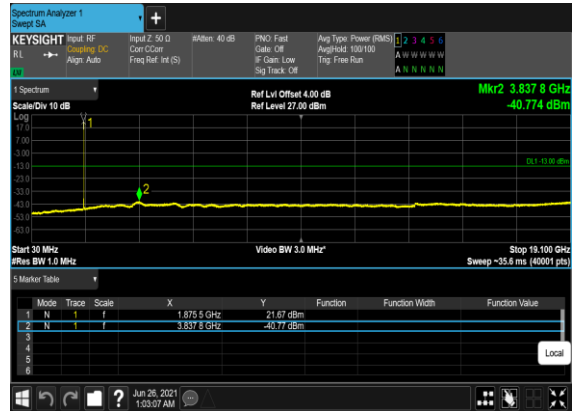 Spectrum Analyzer 1
Swept SA
KEYSIGHT Input: RF Input Z: 50 Ω #Atten: 40 dB PNO: Fast Avg Type: Power (RMS) 1 2 3 4 5 6
RL Coupling: DC Corr CCorr Gate: Off Avg|Hold: 100/100 A W W W W W
Align: Auto Freq Ref: Int (S) IF Gain: Low Trig: Free Run
Sig Track: Off A N N N N N
1 Spectrum Ref Lvl Offset 4.00 dB Mkr2 3.837 8 GHz
Scale/Div 10 dB Ref Level 27.00 dBm -40.774 dBm
Log
17.0
7.00
-3.00
-13.0
-23.0
-33.0
-43.0
-53.0
-63.0
1
DL1 -13.00 dBm
2
Start 30 MHz Video BW 3.0 MHz* Stop 19.100 GHz
#Res BW 1.0 MHz Sweep ~35.6 ms (40001 pts)
5 Marker Table
Mode Trace Scale X Y Function Function Width Function Value
1 N 1 f 1.875 5 GHz 21.67 dBm
2 N 1 f 3.837 8 GHz -40.77 dBm
3
4
5
6
Local
? Jun 26, 2021
1:03:07 AM